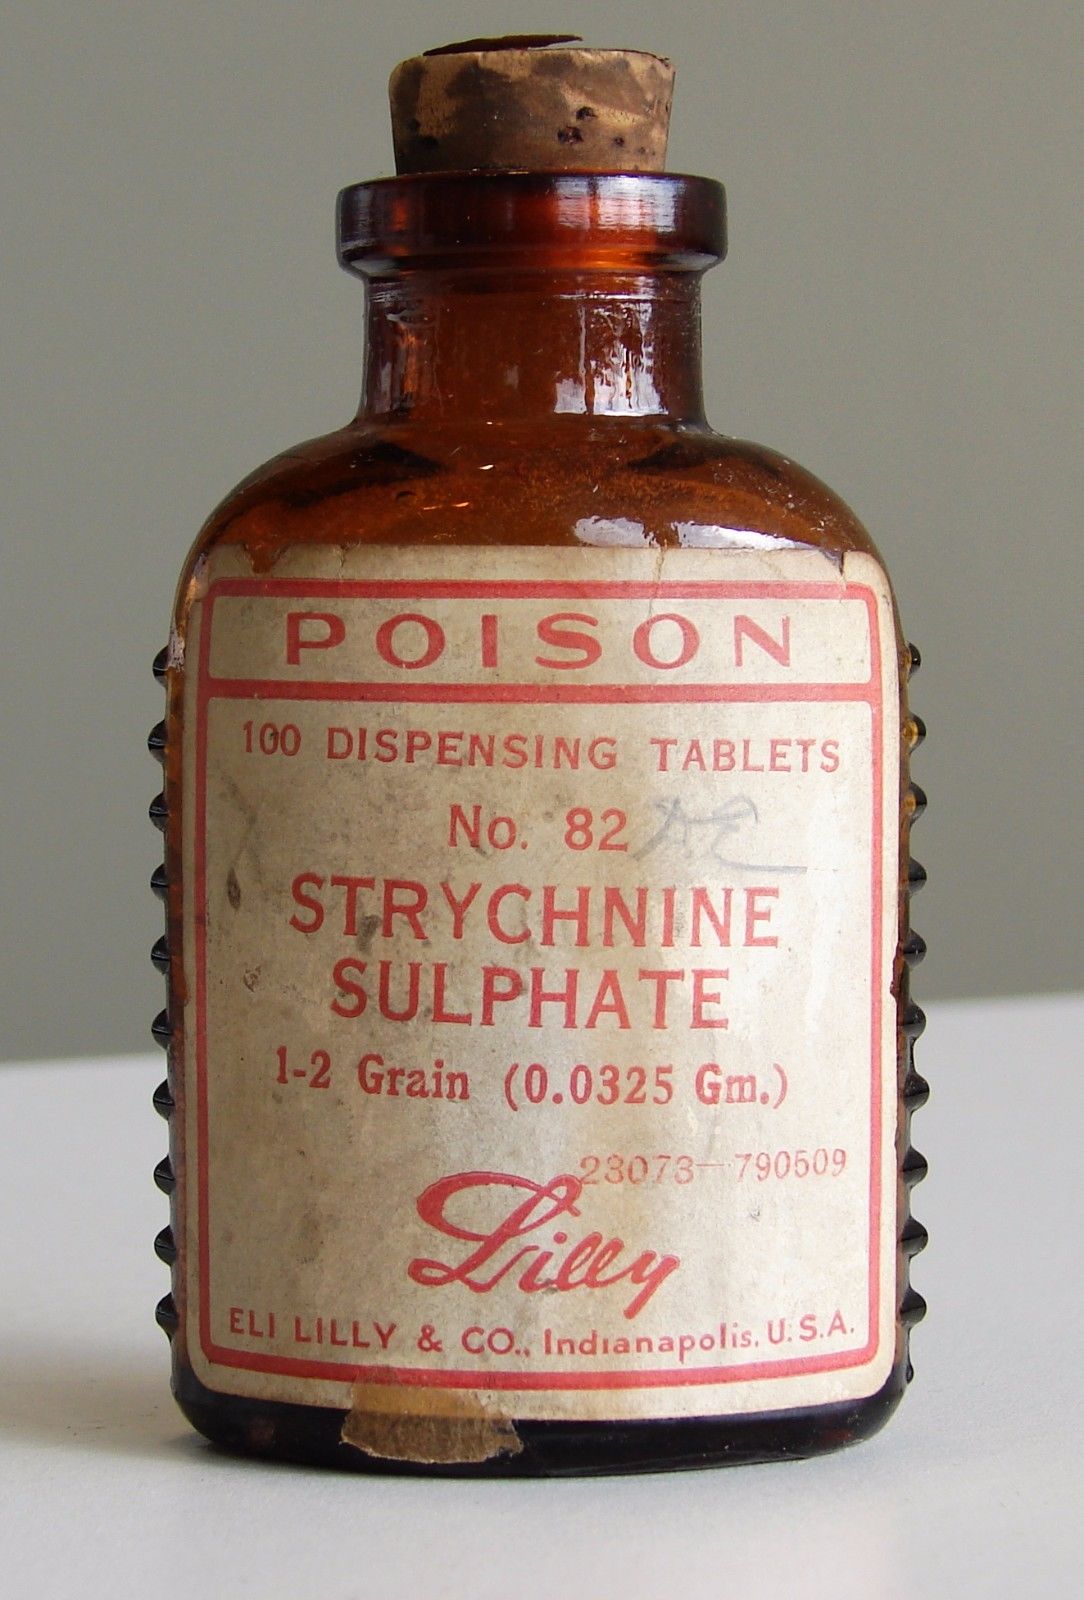 POISON
100 DISPENSING TABLETS
No. 82
STRYCHNINE
SULPHATE
1-2 Grain (0.0325 Gm.)
23073-790509
Lilly
ELI LILLY & CO., Indianapolis, U.S.A.